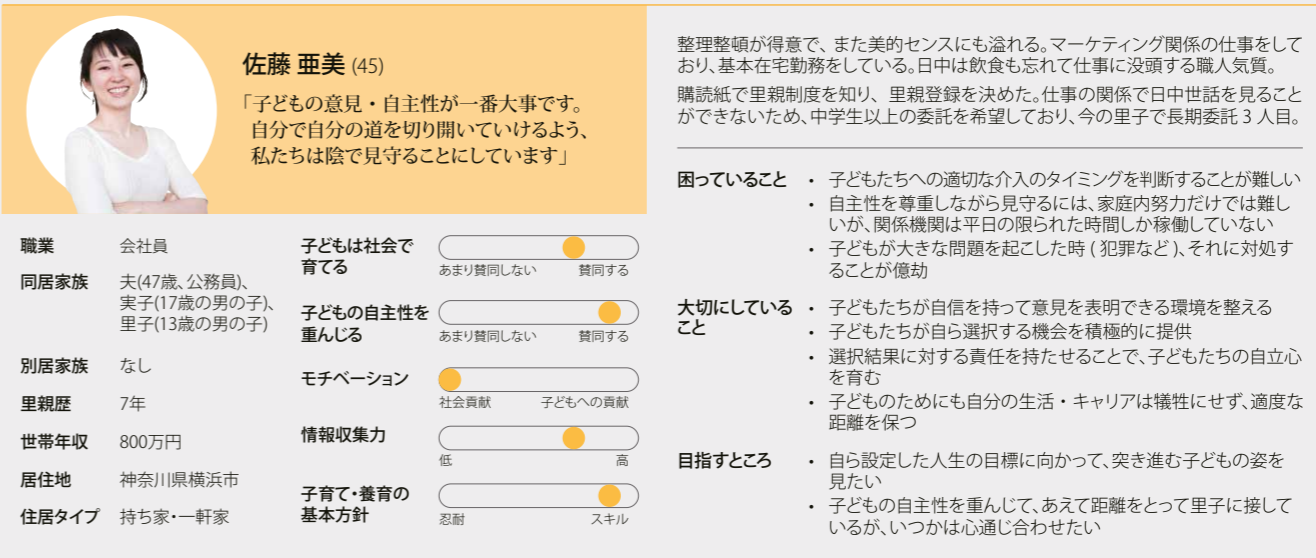 佐藤 亜美 (45)
「子どもの意見・自主性が一番大事です。
自分で自分の道を切り開いていけるよう、
私たちは陰で見守ることにしています」
職業 会社員
同居家族 夫(47歳、公務員)、
実子(17歳の男の子)、
里子(13歳の男の子)
別居家族 なし
里親歴 7年
世帯年収 800万円
居住地 神奈川県横浜市
住居タイプ 持ち家・一軒家
子どもは社会で
育てる
あまり賛同しない 賛同する
子どもの自主性を
重んじる
あまり賛同しない 賛同する
モチベーション
社会貢献 子どもへの貢献
情報収集力
低 高
子育て・養育の
基本方針
忍耐 スキル
整理整頓が得意で、また美的センスにも溢れる。マーケティング関係の仕事をして
おり、基本在宅勤務をしている。日中は飲食も忘れて仕事に没頭する職人気質。
購読紙で里親制度を知り、里親登録を決めた。仕事の関係で日中世話を見ること
ができないため、中学生以上の委託を希望しており、今の里子で長期委託 3 人目。
困っていること ・ 子どもたちへの適切な介入のタイミングを判断することが難しい
・ 自主性を尊重しながら見守るには、家庭内努力だけでは難し
いが、関係機関は平日の限られた時間しか稼働していない
・ 子どもが大きな問題を起こした時 ( 犯罪など )、それに対処す
ることが億劫
大切にしている
こと
・ 子どもたちが自信を持って意見を表明できる環境を整える
・ 子どもたちが自ら選択する機会を積極的に提供
・ 選択結果に対する責任を持たせることで、子どもたちの自立心
を育む
・ 子どものためにも自分の生活・キャリアは犠牲にせず、適度な
距離を保つ
目指すところ ・ 自ら設定した人生の目標に向かって、突き進む子どもの姿を
見たい
・ 子どもの自主性を重んじて、あえて距離をとって里子に接して
いるが、いつかは心通じ合わせたい